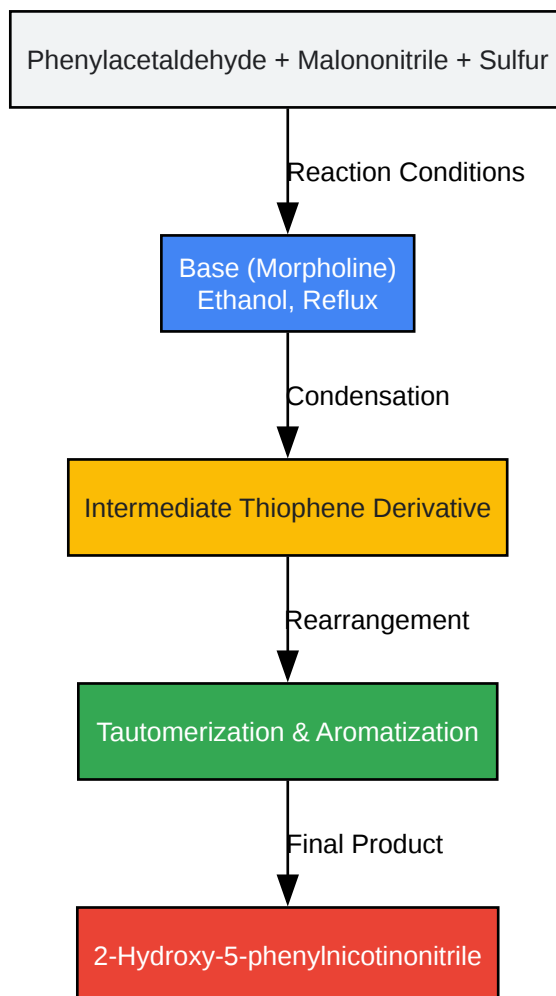 Phenylacetaldehyde + Malononitrile + Sulfur
Reaction Conditions
Base (Morpholine)
Ethanol, Reflux
Condensation
Intermediate Thiophene Derivative
Rearrangement
Tautomerization & Aromatization
Final Product
2-Hydroxy-5-phenylnicotinonitrile